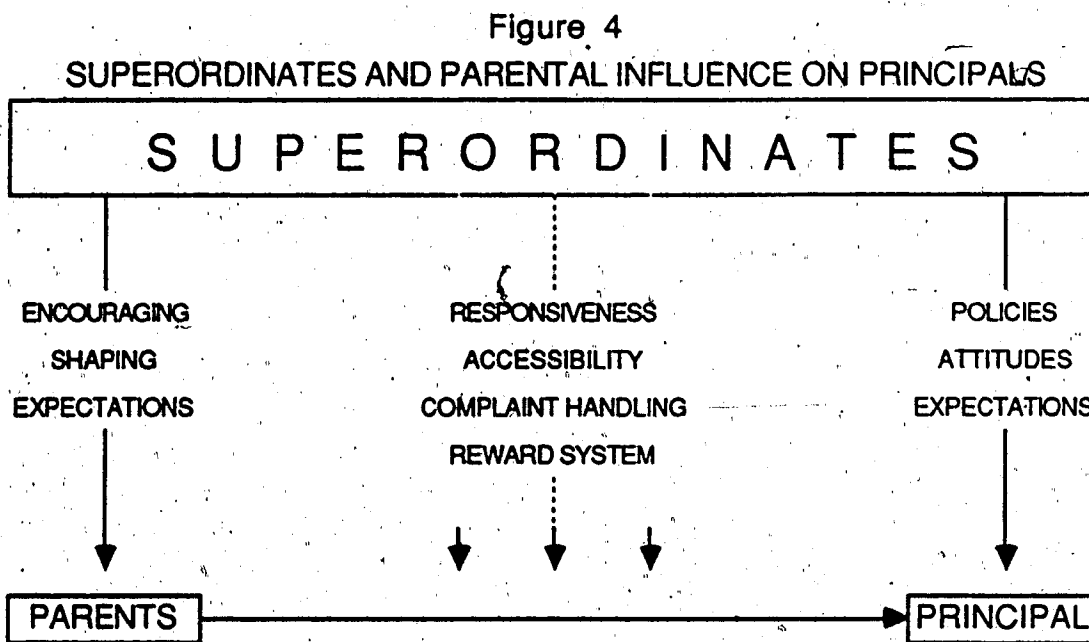 Figure 4
SUPERORDINATES AND PARENTAL INFLUENCE ON PRINCIPALS
SUPERORDINATES
ENCOURAGING
SHAPING
EXPECTATIONS
RESPONSIVENESS
ACCESSIBILITY
COMPLAINT HANDLING
REWARD SYSTEM
POLICIES
ATTITUDES
EXPECTATIONS
PARENTS
PRINCIPAL